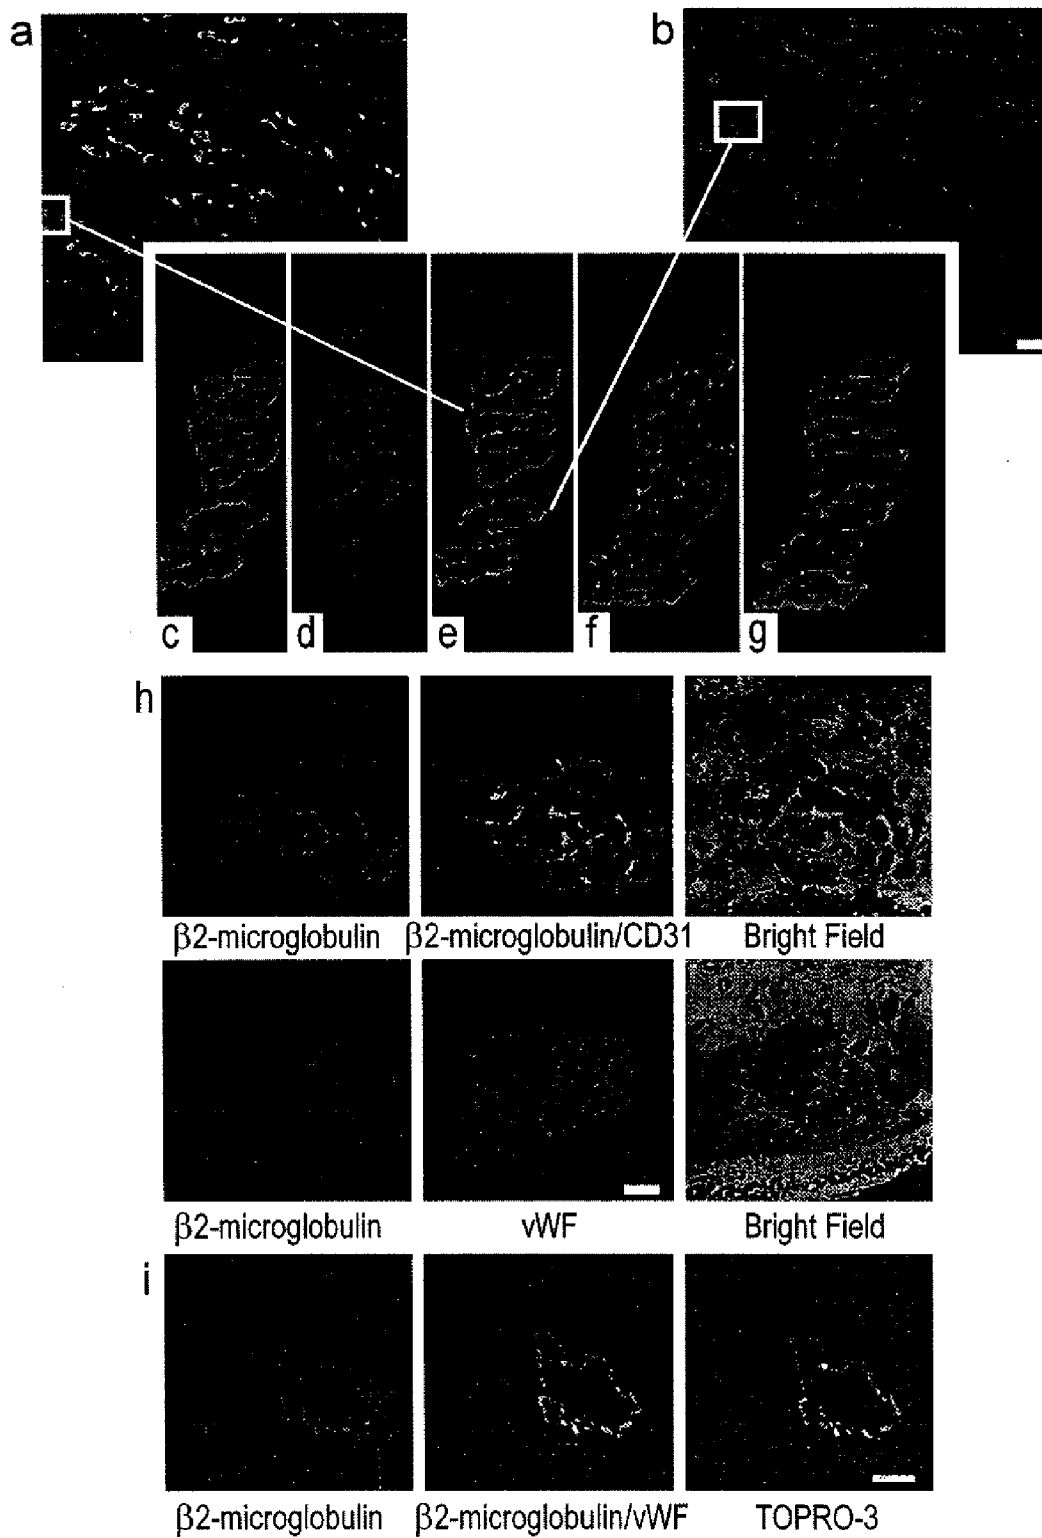 a
b
c d e f g
h
β2-microglobulin β2-microglobulin/CD31 Bright Field
β2-microglobulin vWF Bright Field
i
β2-microglobulin β2-microglobulin/vWF TOPRO-3